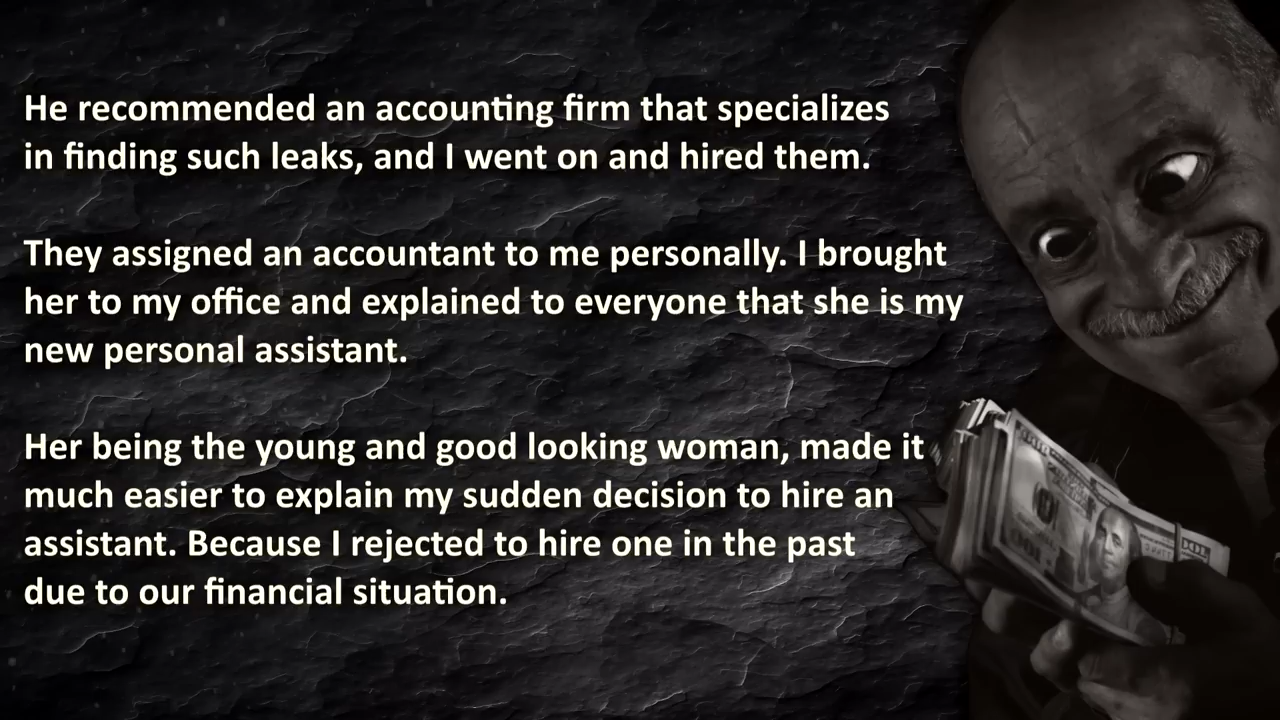 He recommended an accounting firm that specializes
in finding such leaks, and I went on and hired them.
They assigned an accountant to me personally. I brought
her to my office and explained to everyone that she is my
new personal assistant.
Her being the young and good looking woman, made it
much easier to explain my sudden decision to hire an
assistant. Because I rejected to hire one in the past
due to our financial situation.